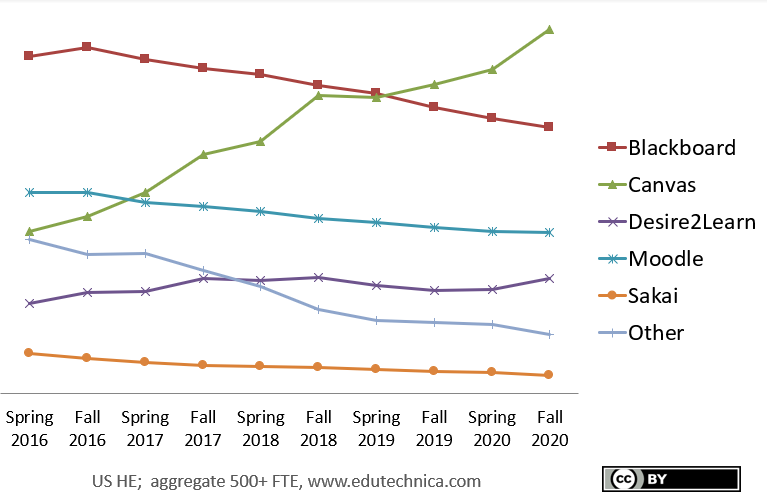 Blackboard
Canvas
Desire2Learn
Moodle
Sakai
Other
Spring 2016
Fall 2016
Spring 2017
Fall 2017
Spring 2018
Fall 2018
Spring 2019
Fall 2019
Spring 2020
Fall 2020
US HE; aggregate 500+ FTE, www.edutechnica.com
cc BY